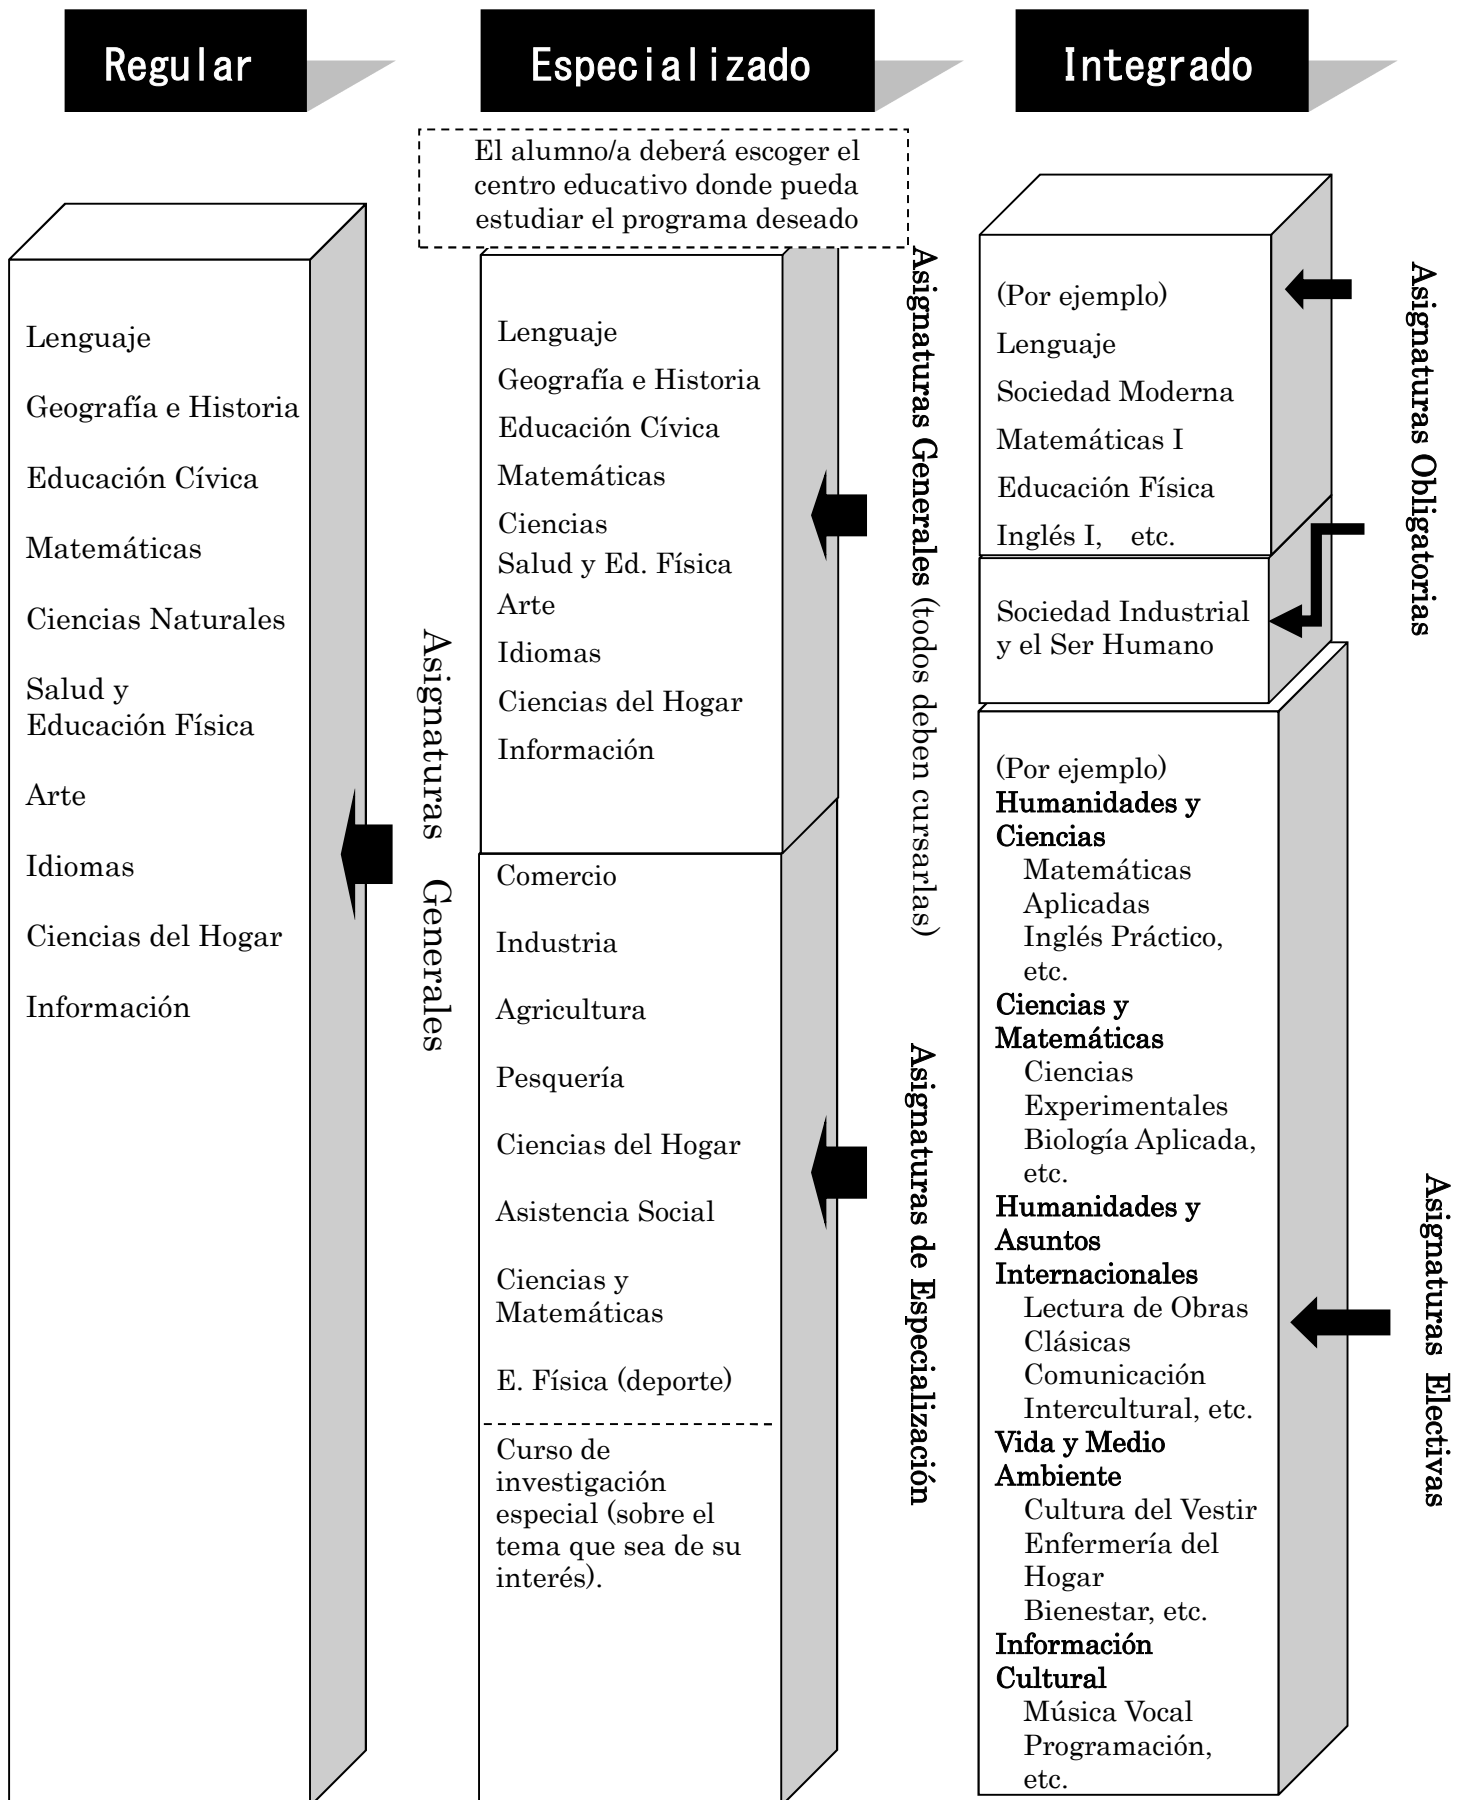 Regular
Lenguaje
Geografía e Historia
Educación Cívica
Matemáticas
Ciencias Naturales
Salud y
Educación Física
Arte
Idiomas
Ciencias del Hogar
Información
Asignaturas Generales
Especializado
El alumno/a deberá escoger el
centro educativo donde pueda
estudiar el programa deseado
Lenguaje
Geografía e Historia
Educación Cívica
Matemáticas
Ciencias
Salud y Ed. Física
Arte
Idiomas
Ciencias del Hogar
Información
Asignaturas Generales (todos deben cursarlas)
Comercio
Industria
Agricultura
Pesquería
Ciencias del Hogar
Asistencia Social
Ciencias y
Matemáticas
E. Física (deporte)
Curso de
investigación
especial (sobre el
tema que sea de su
interés).
Asignaturas de Especialización
Integrado
(Por ejemplo)
Lenguaje
Sociedad Moderna
Matemáticas I
Educación Física
Inglés I, etc.
Sociedad Industrial
y el Ser Humano
Asignaturas Obligatorias
(Por ejemplo)
Humanidades y
Ciencias
Matemáticas
Aplicadas
Inglés Práctico,
etc.
Ciencias y
Matemáticas
Ciencias
Experimentales
Biología Aplicada,
etc.
Humanidades y
Asuntos
Internacionales
Lectura de Obras
Clásicas
Comunicación
Intercultural, etc.
Vida y Medio
Ambiente
Cultura del Vestir
Enfermería del
Hogar
Bienestar, etc.
Información
Cultural
Música Vocal
Programación,
etc.
Asignaturas Electivas